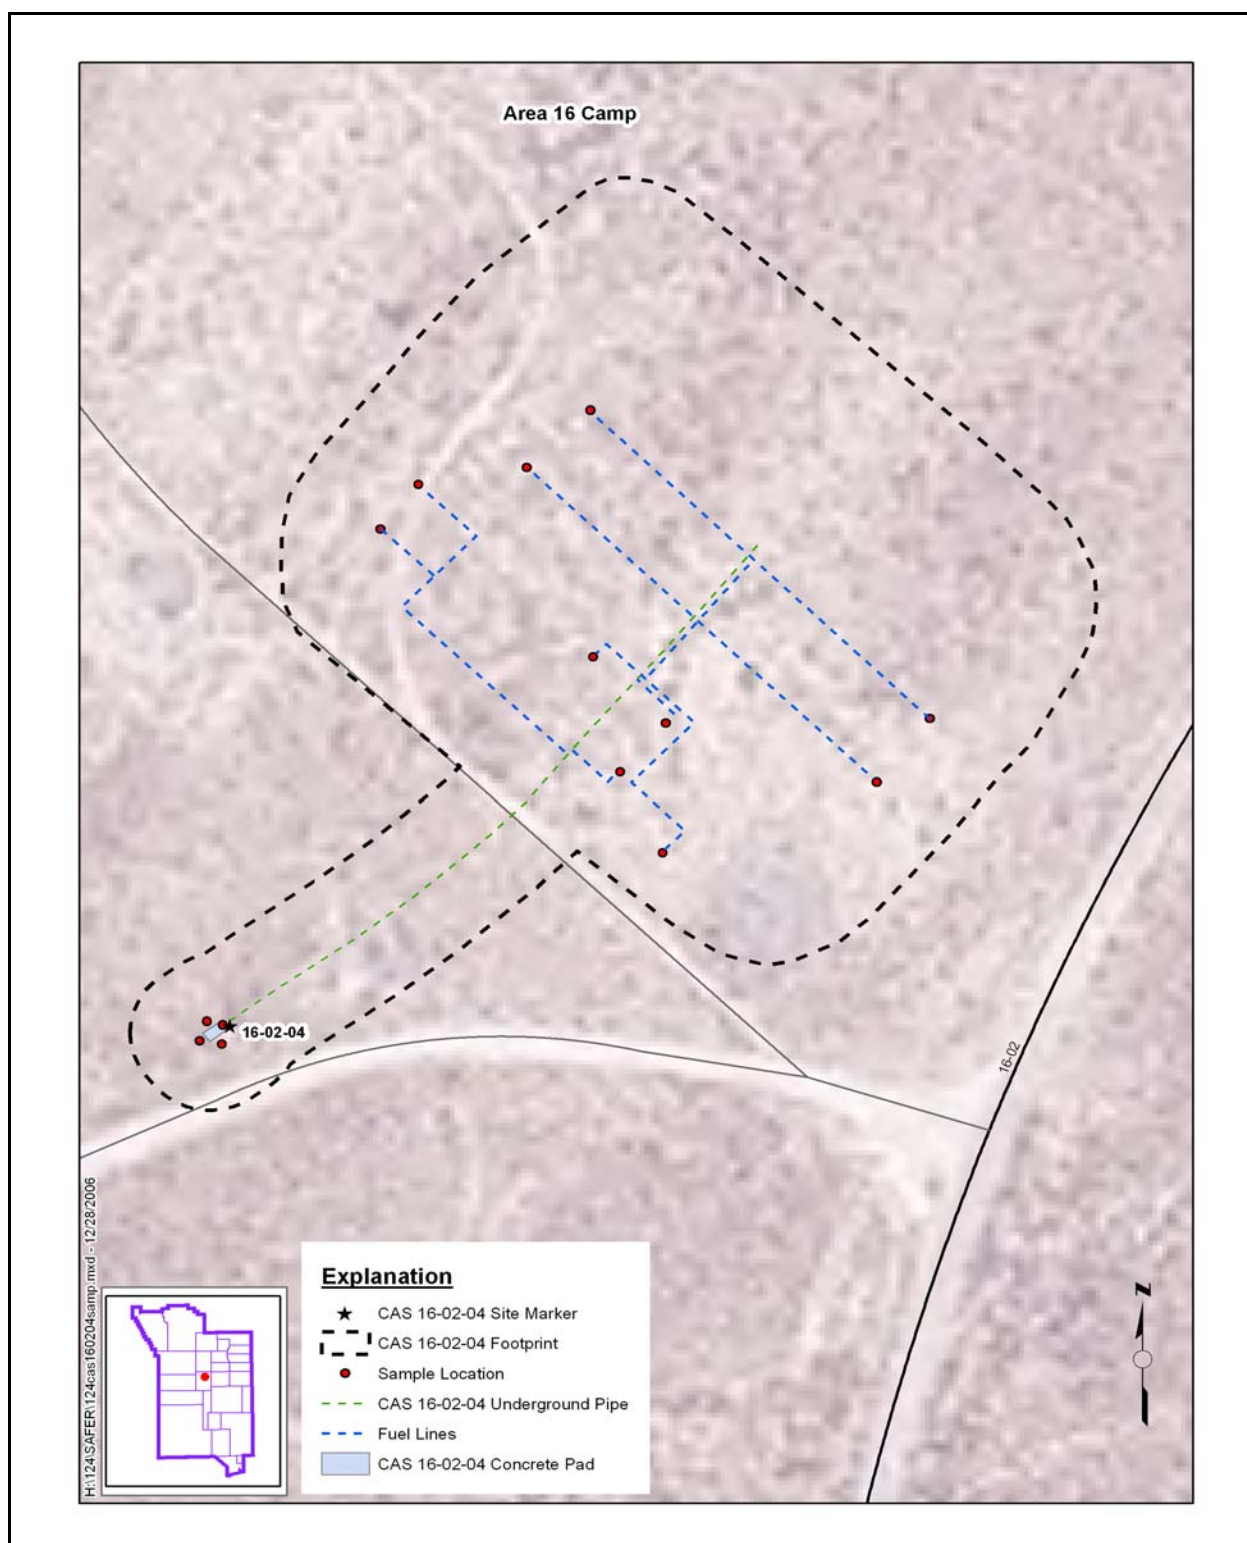 Area 16 Camp
16-02-04
16-02
H:\124\SAFER\124cas160204samp.mxd - 12/28/2006
Explanation
CAS 16-02-04 Site Marker
CAS 16-02-04 Footprint
Sample Location
CAS 16-02-04 Underground Pipe
Fuel Lines
CAS 16-02-04 Concrete Pad
N